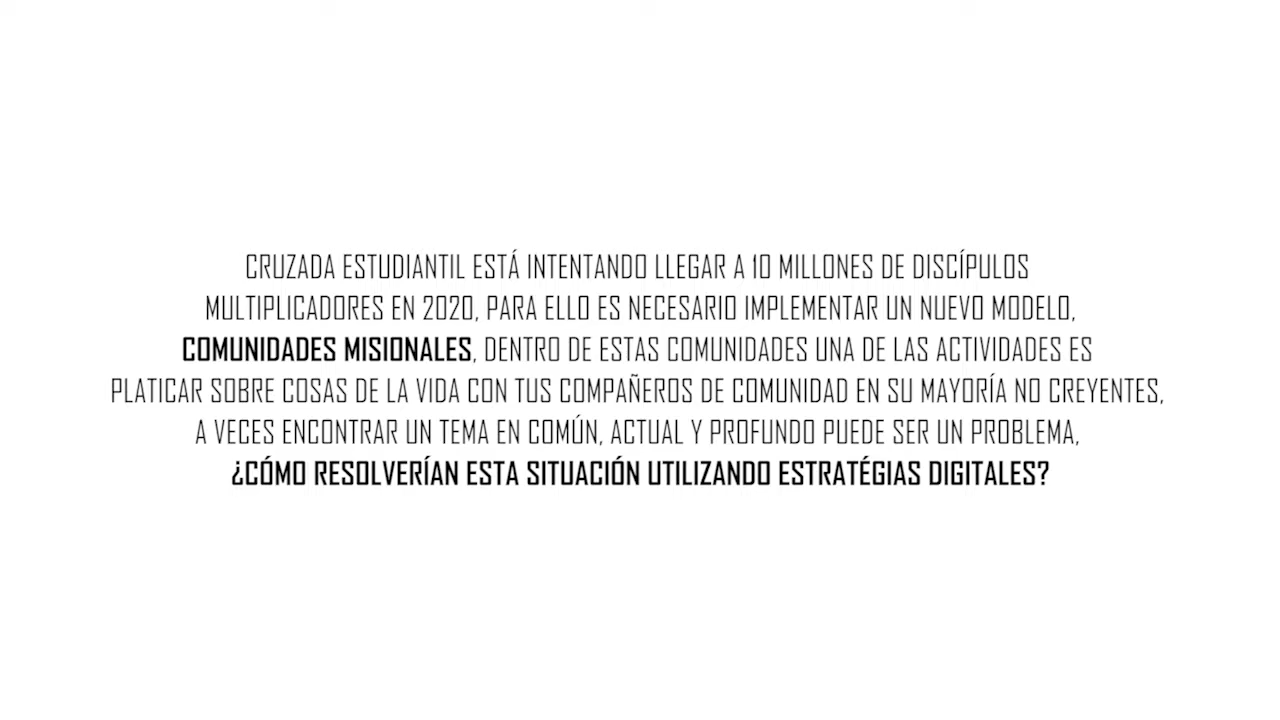 CRUZADA ESTUDIANTIL ESTÁ INTENTANDO LLEGAR A 10 MILLONES DE DISCÍPULOS
MULTIPLICADORES EN 2020, PARA ELLO ES NECESARIO IMPLEMENTAR UN NUEVO MODELO,
COMUNIDADES MISIONALES, DENTRO DE ESTAS COMUNIDADES UNA DE LAS ACTIVIDADES ES
PLATICAR SOBRE COSAS DE LA VIDA CON TUS COMPAÑEROS DE COMUNIDAD EN SU MAYORÍA NO CREYENTES,
A VECES ENCONTRAR UN TEMA EN COMÚN, ACTUAL Y PROFUNDO PUEDE SER UN PROBLEMA,
¿CÓMO RESOLVERÍAN ESTA SITUACIÓN UTILIZANDO ESTRATÉGIAS DIGITALES?